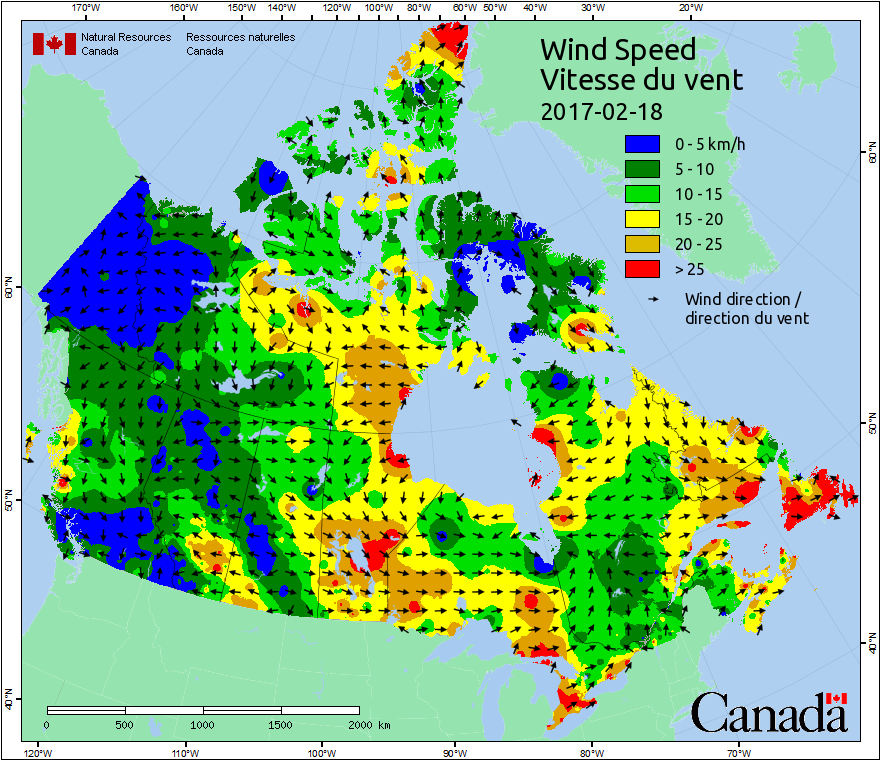 170°W 160°W 150°W 140°W 120°W 100°W 80°W 60°W 50°W 40°W 30°W 20°W
Natural Resources Ressources naturelles
Canada Canada
Wind Speed
Vitesse du vent
2017-02-18
0 - 5 km/h
5 - 10
10 - 15
15 - 20
20 - 25
> 25
Wind direction /
direction du vent
60°N
60°N
50°N
50°N
40°N
40°N
0 500 1000 1500 2000 km
Canada
120°W 110°W 100°W 90°W 80°W 70°W